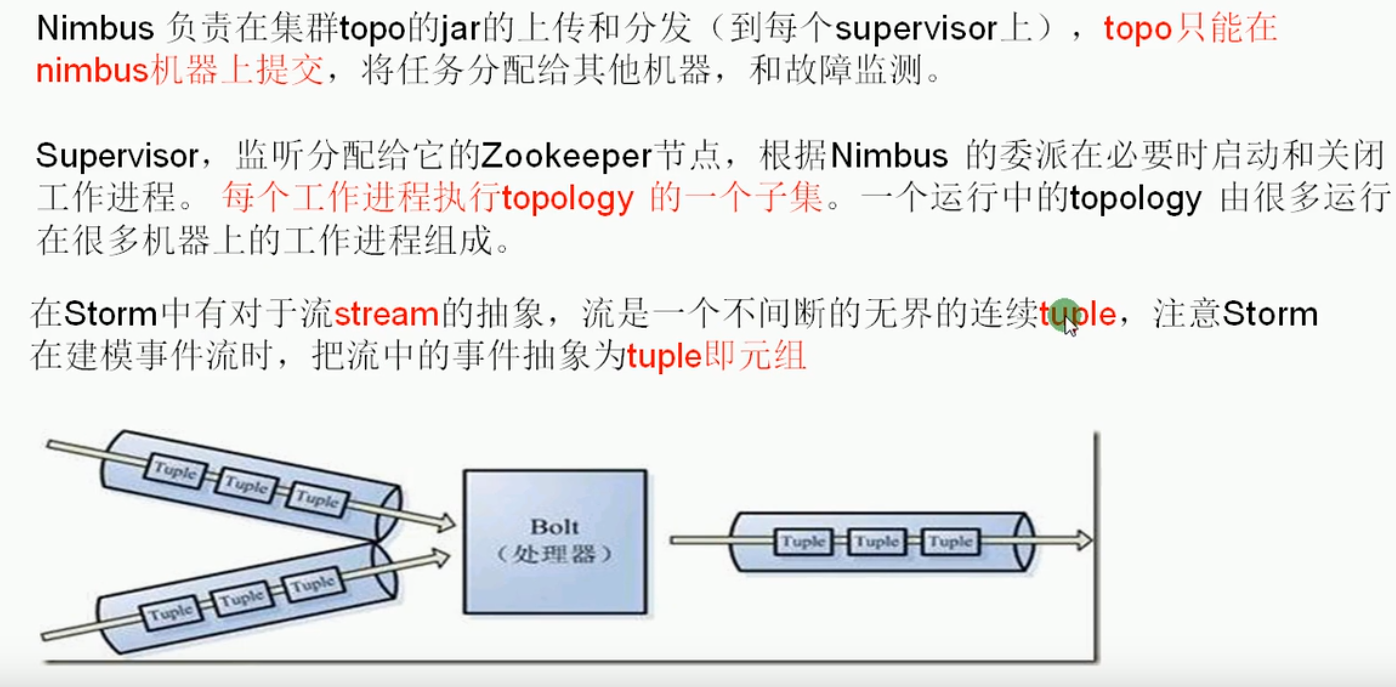 Nimbus 负责在集群topo的jar的上传和分发（到每个supervisor上），topo只能在
nimbus机器上提交，将任务分配给其他机器，和故障监测。
Supervisor，监听分配给它的Zookeeper节点，根据Nimbus 的委派在必要时启动和关闭
工作进程。 每个工作进程执行topology 的一个子集。一个运行中的topology 由很多运行
在很多机器上的工作进程组成。
在Storm中有对于流stream的抽象，流是一个不间断的无界的连续tuple，注意Storm
在建模事件流时，把流中的事件抽象为tuple即元组
Tuple Tuple Tuple
Bolt
（处理器）
Tuple Tuple Tuple
Tuple Tuple Tuple